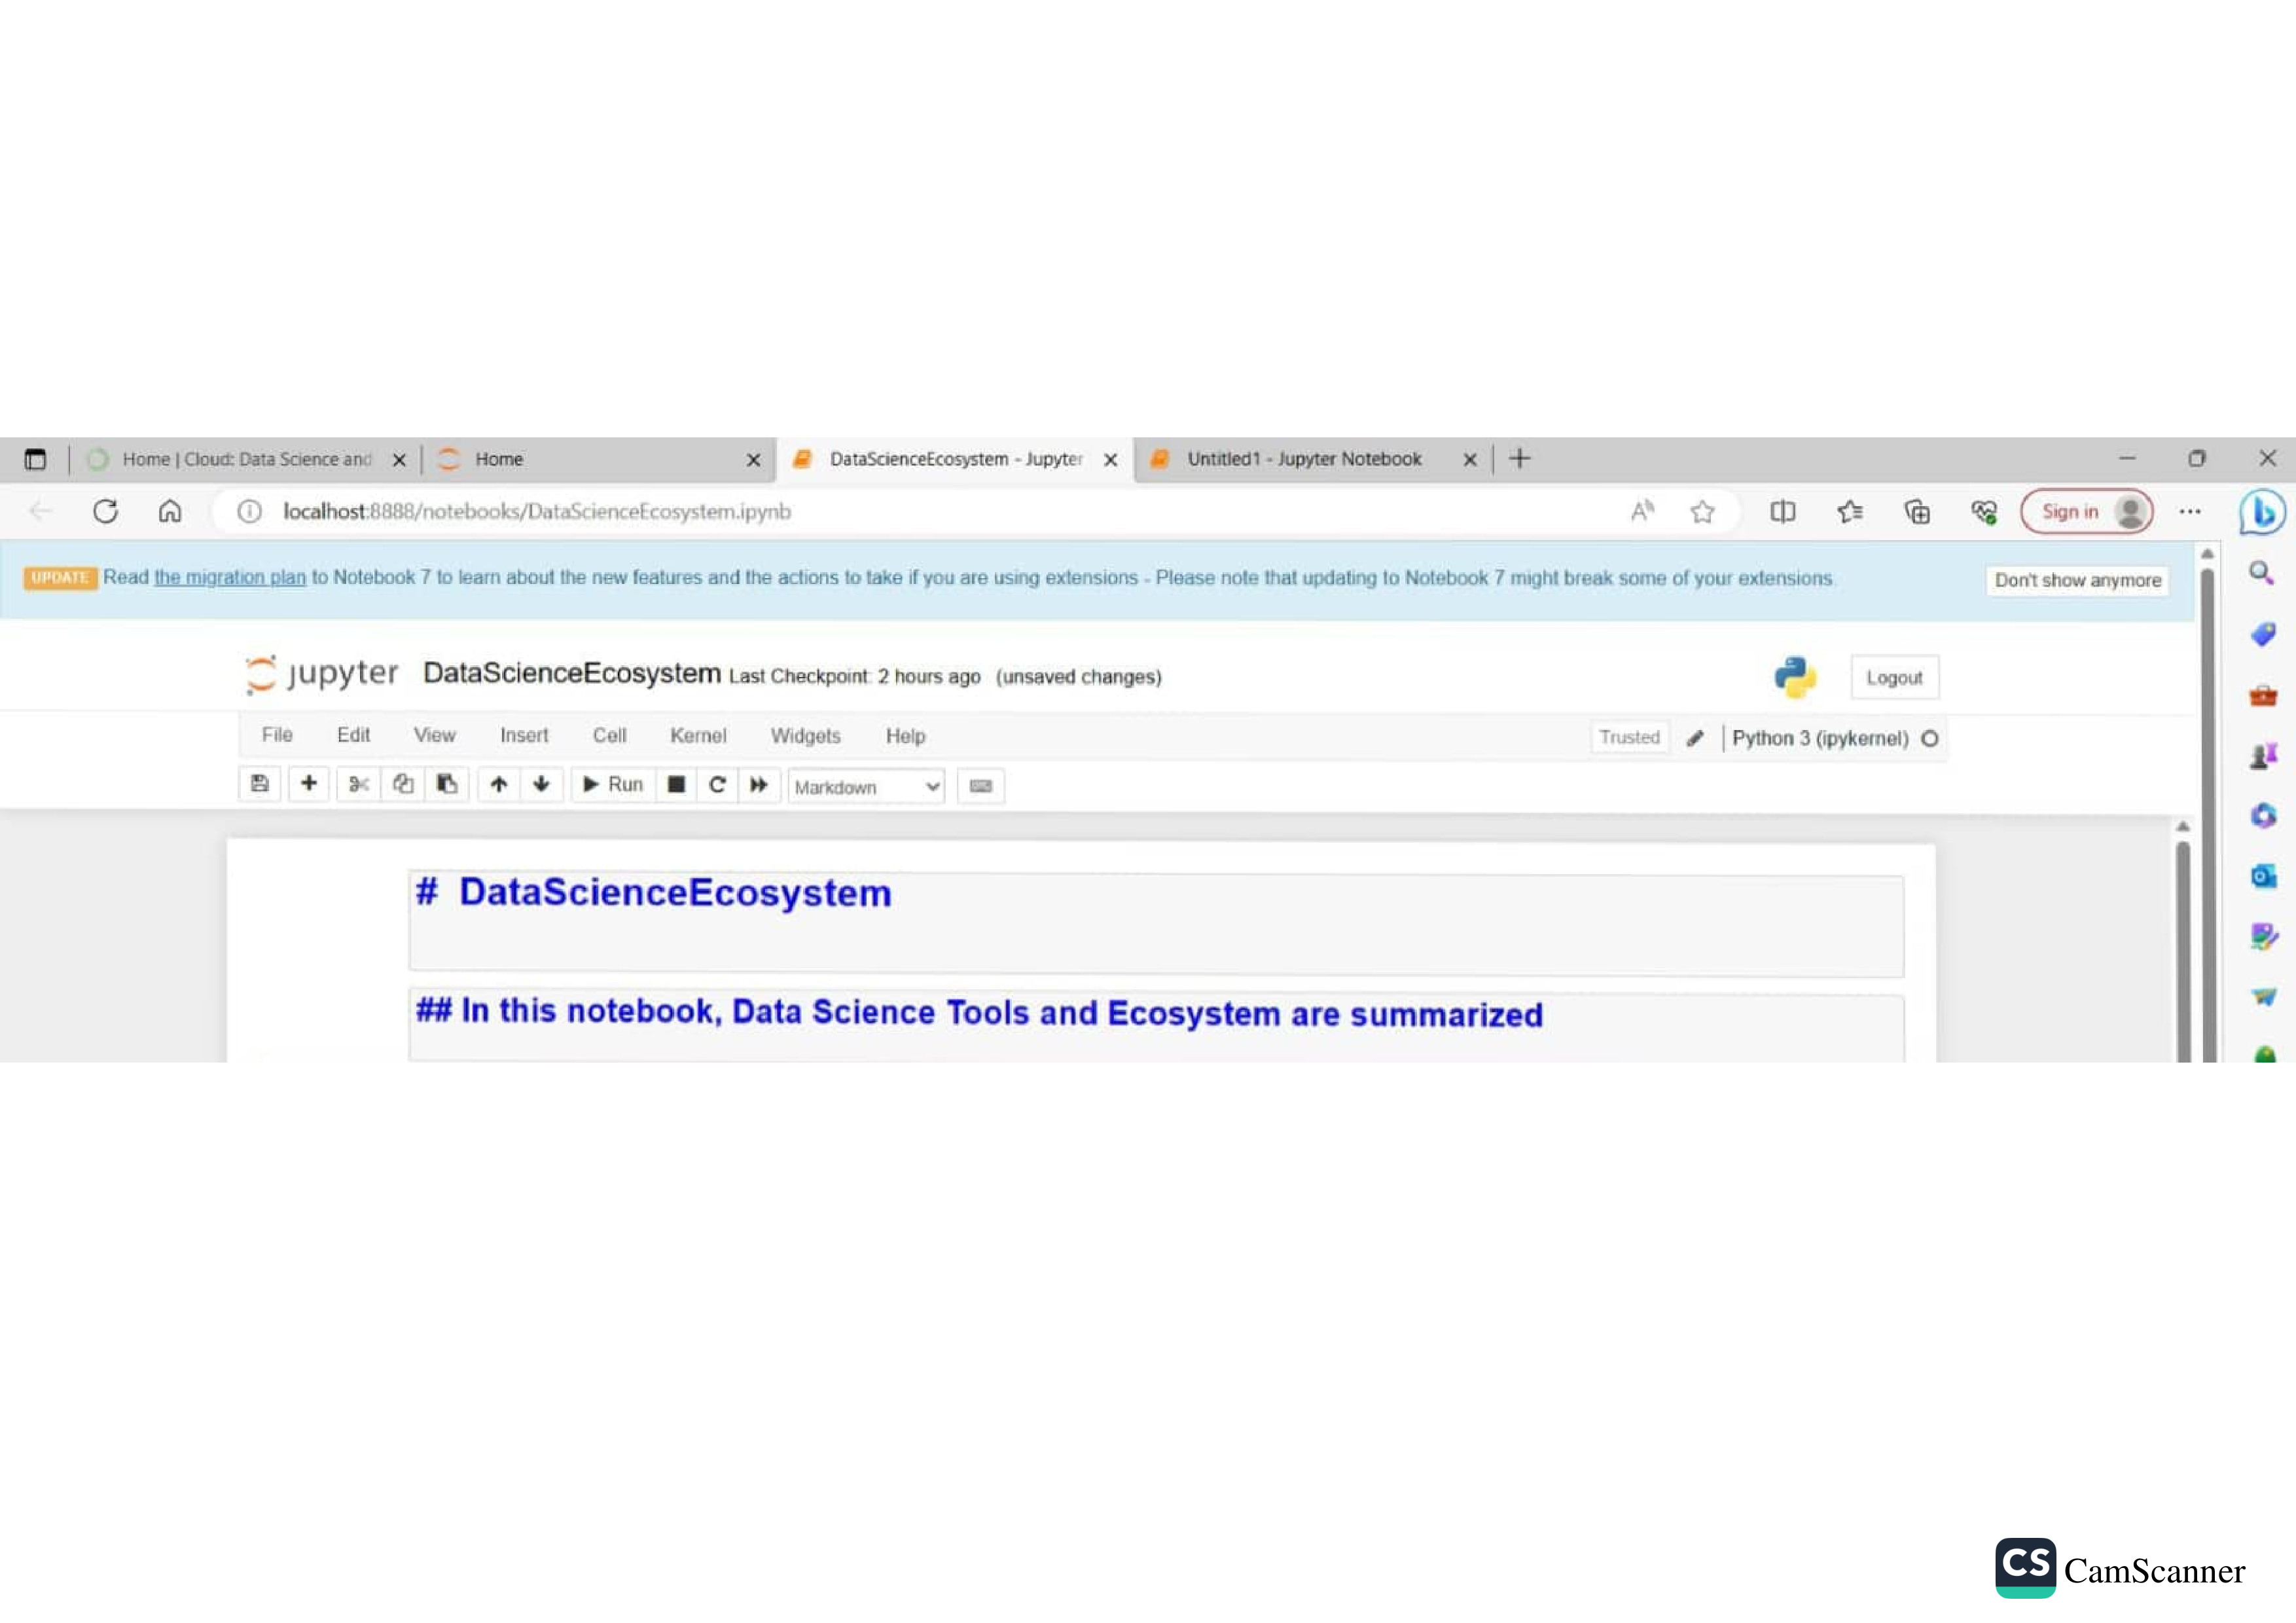 Home | Cloud: Data Science and
Home
DataScienceEcosystem - Jupyter
Untitled1 - Jupyter Notebook
localhost:8888/notebooks/DataScienceEcosystem.ipynb
Sign in
UPDATE Read the migration plan to Notebook 7 to learn about the new features and the actions to take if you are using extensions - Please note that updating to Notebook 7 might break some of your extensions.
Don't show anymore
jupyter DataScienceEcosystem Last Checkpoint: 2 hours ago (unsaved changes)
Logout
File Edit View Insert Cell Kernel Widgets Help
Trusted Python 3 (ipykernel)
Run Markdown
# DataScienceEcosystem
## In this notebook, Data Science Tools and Ecosystem are summarized
CS CamScanner